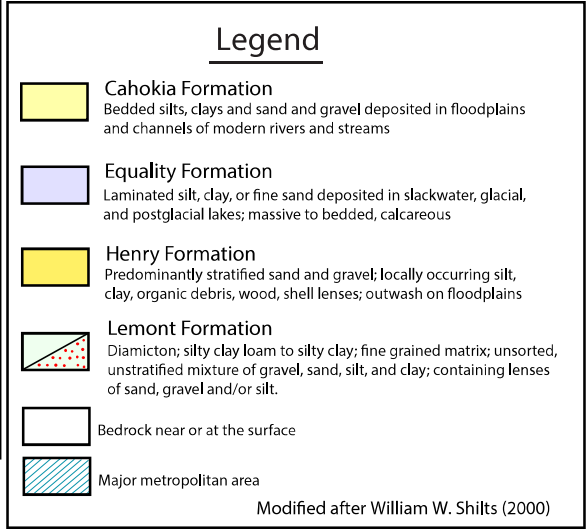 Legend
Cahokia Formation
Bedded silts, clays and sand and gravel deposited in floodplains
and channels of modern rivers and streams
Equality Formation
Laminated silt, clay, or fine sand deposited in slackwater, glacial,
and postglacial lakes; massive to bedded, calcareous
Henry Formation
Predominantly stratified sand and gravel; locally occurring silt,
clay, organic debris, wood, shell lenses; outwash on floodplains
Lemont Formation
Diamicton; silty clay loam to silty clay; fine grained matrix; unsorted,
unstratified mixture of gravel, sand, silt, and clay; containing lenses
of sand, gravel and/or silt.
Bedrock near or at the surface
Major metropolitan area
Modified after William W. Shilts (2000)